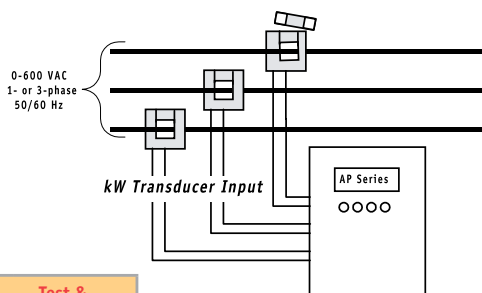 0-600 VAC
1- or 3-phase
50/60 Hz
kW Transducer Input
AP Series
Test &